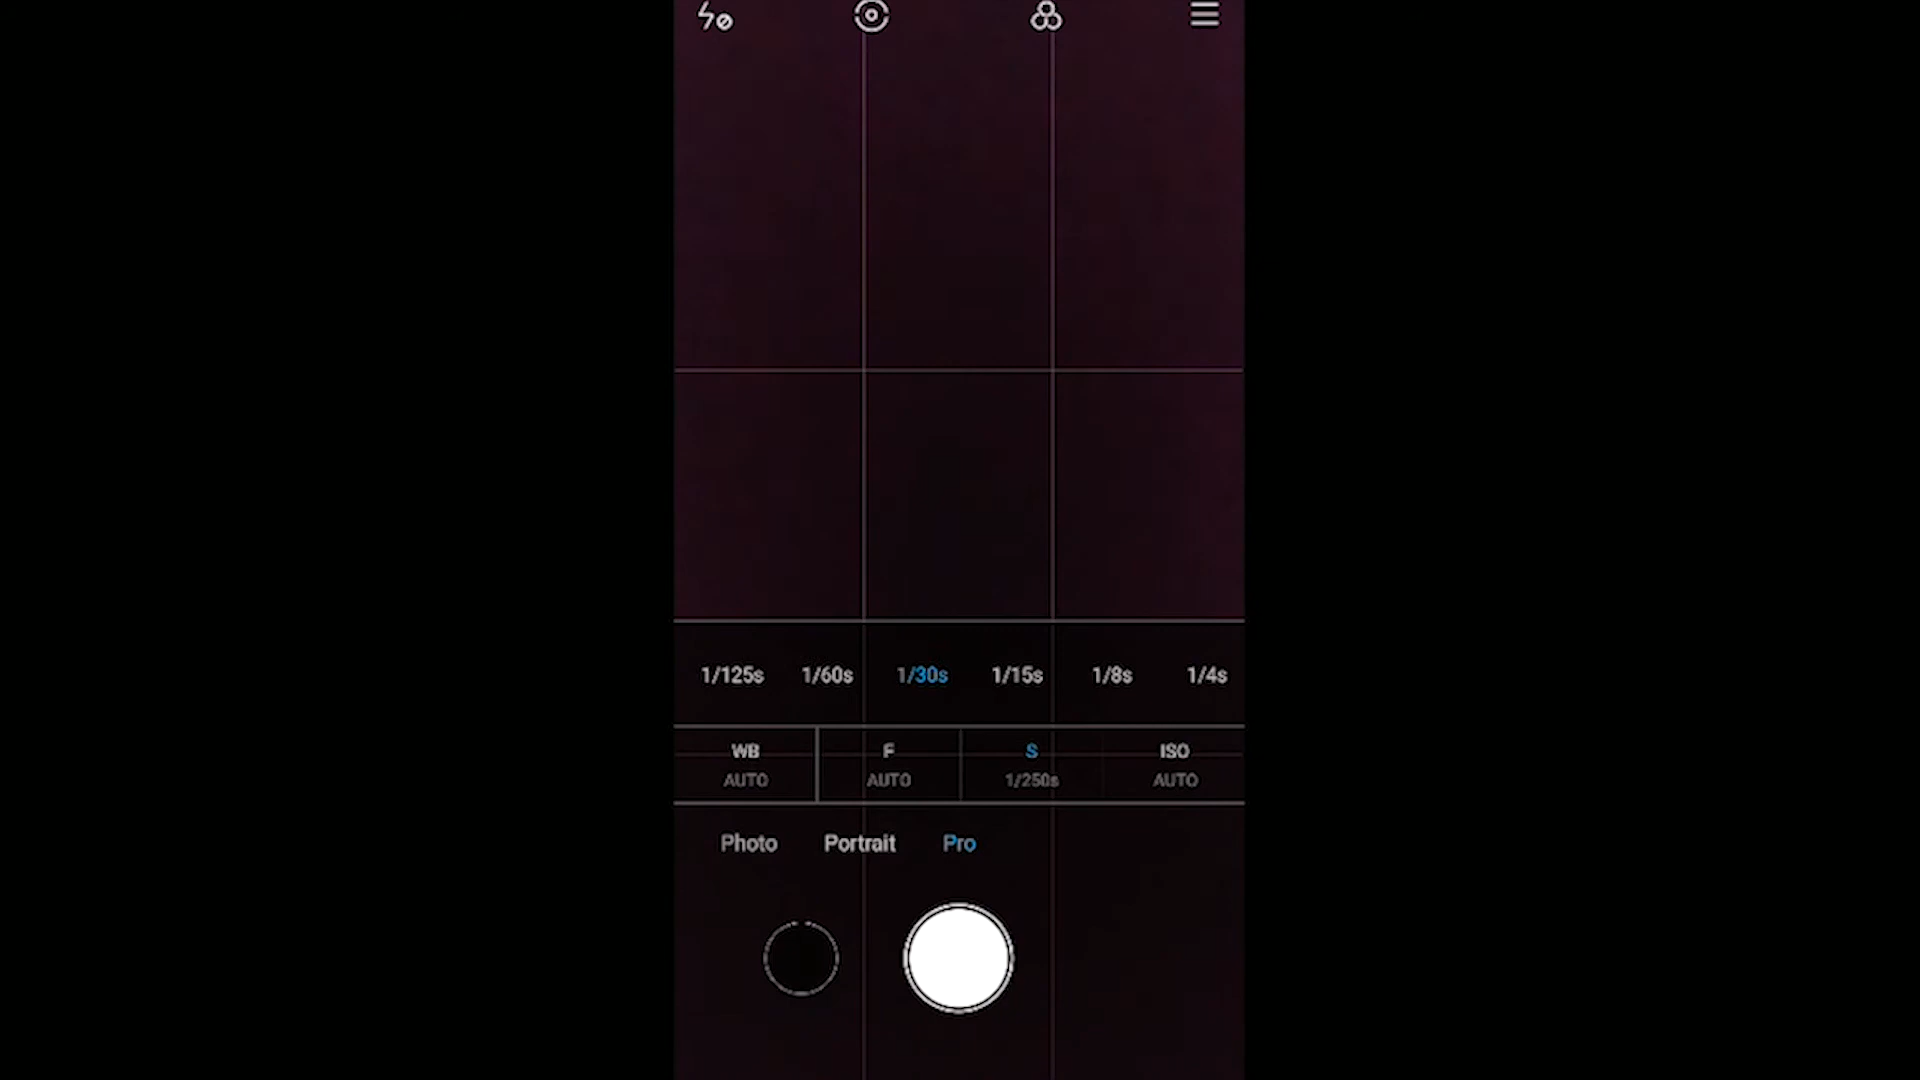 1/125s 1/60s 1/30s 1/15s 1/8s 1/4s
WB F S ISO
AUTO AUTO 1/250s AUTO
Photo Portrait Pro